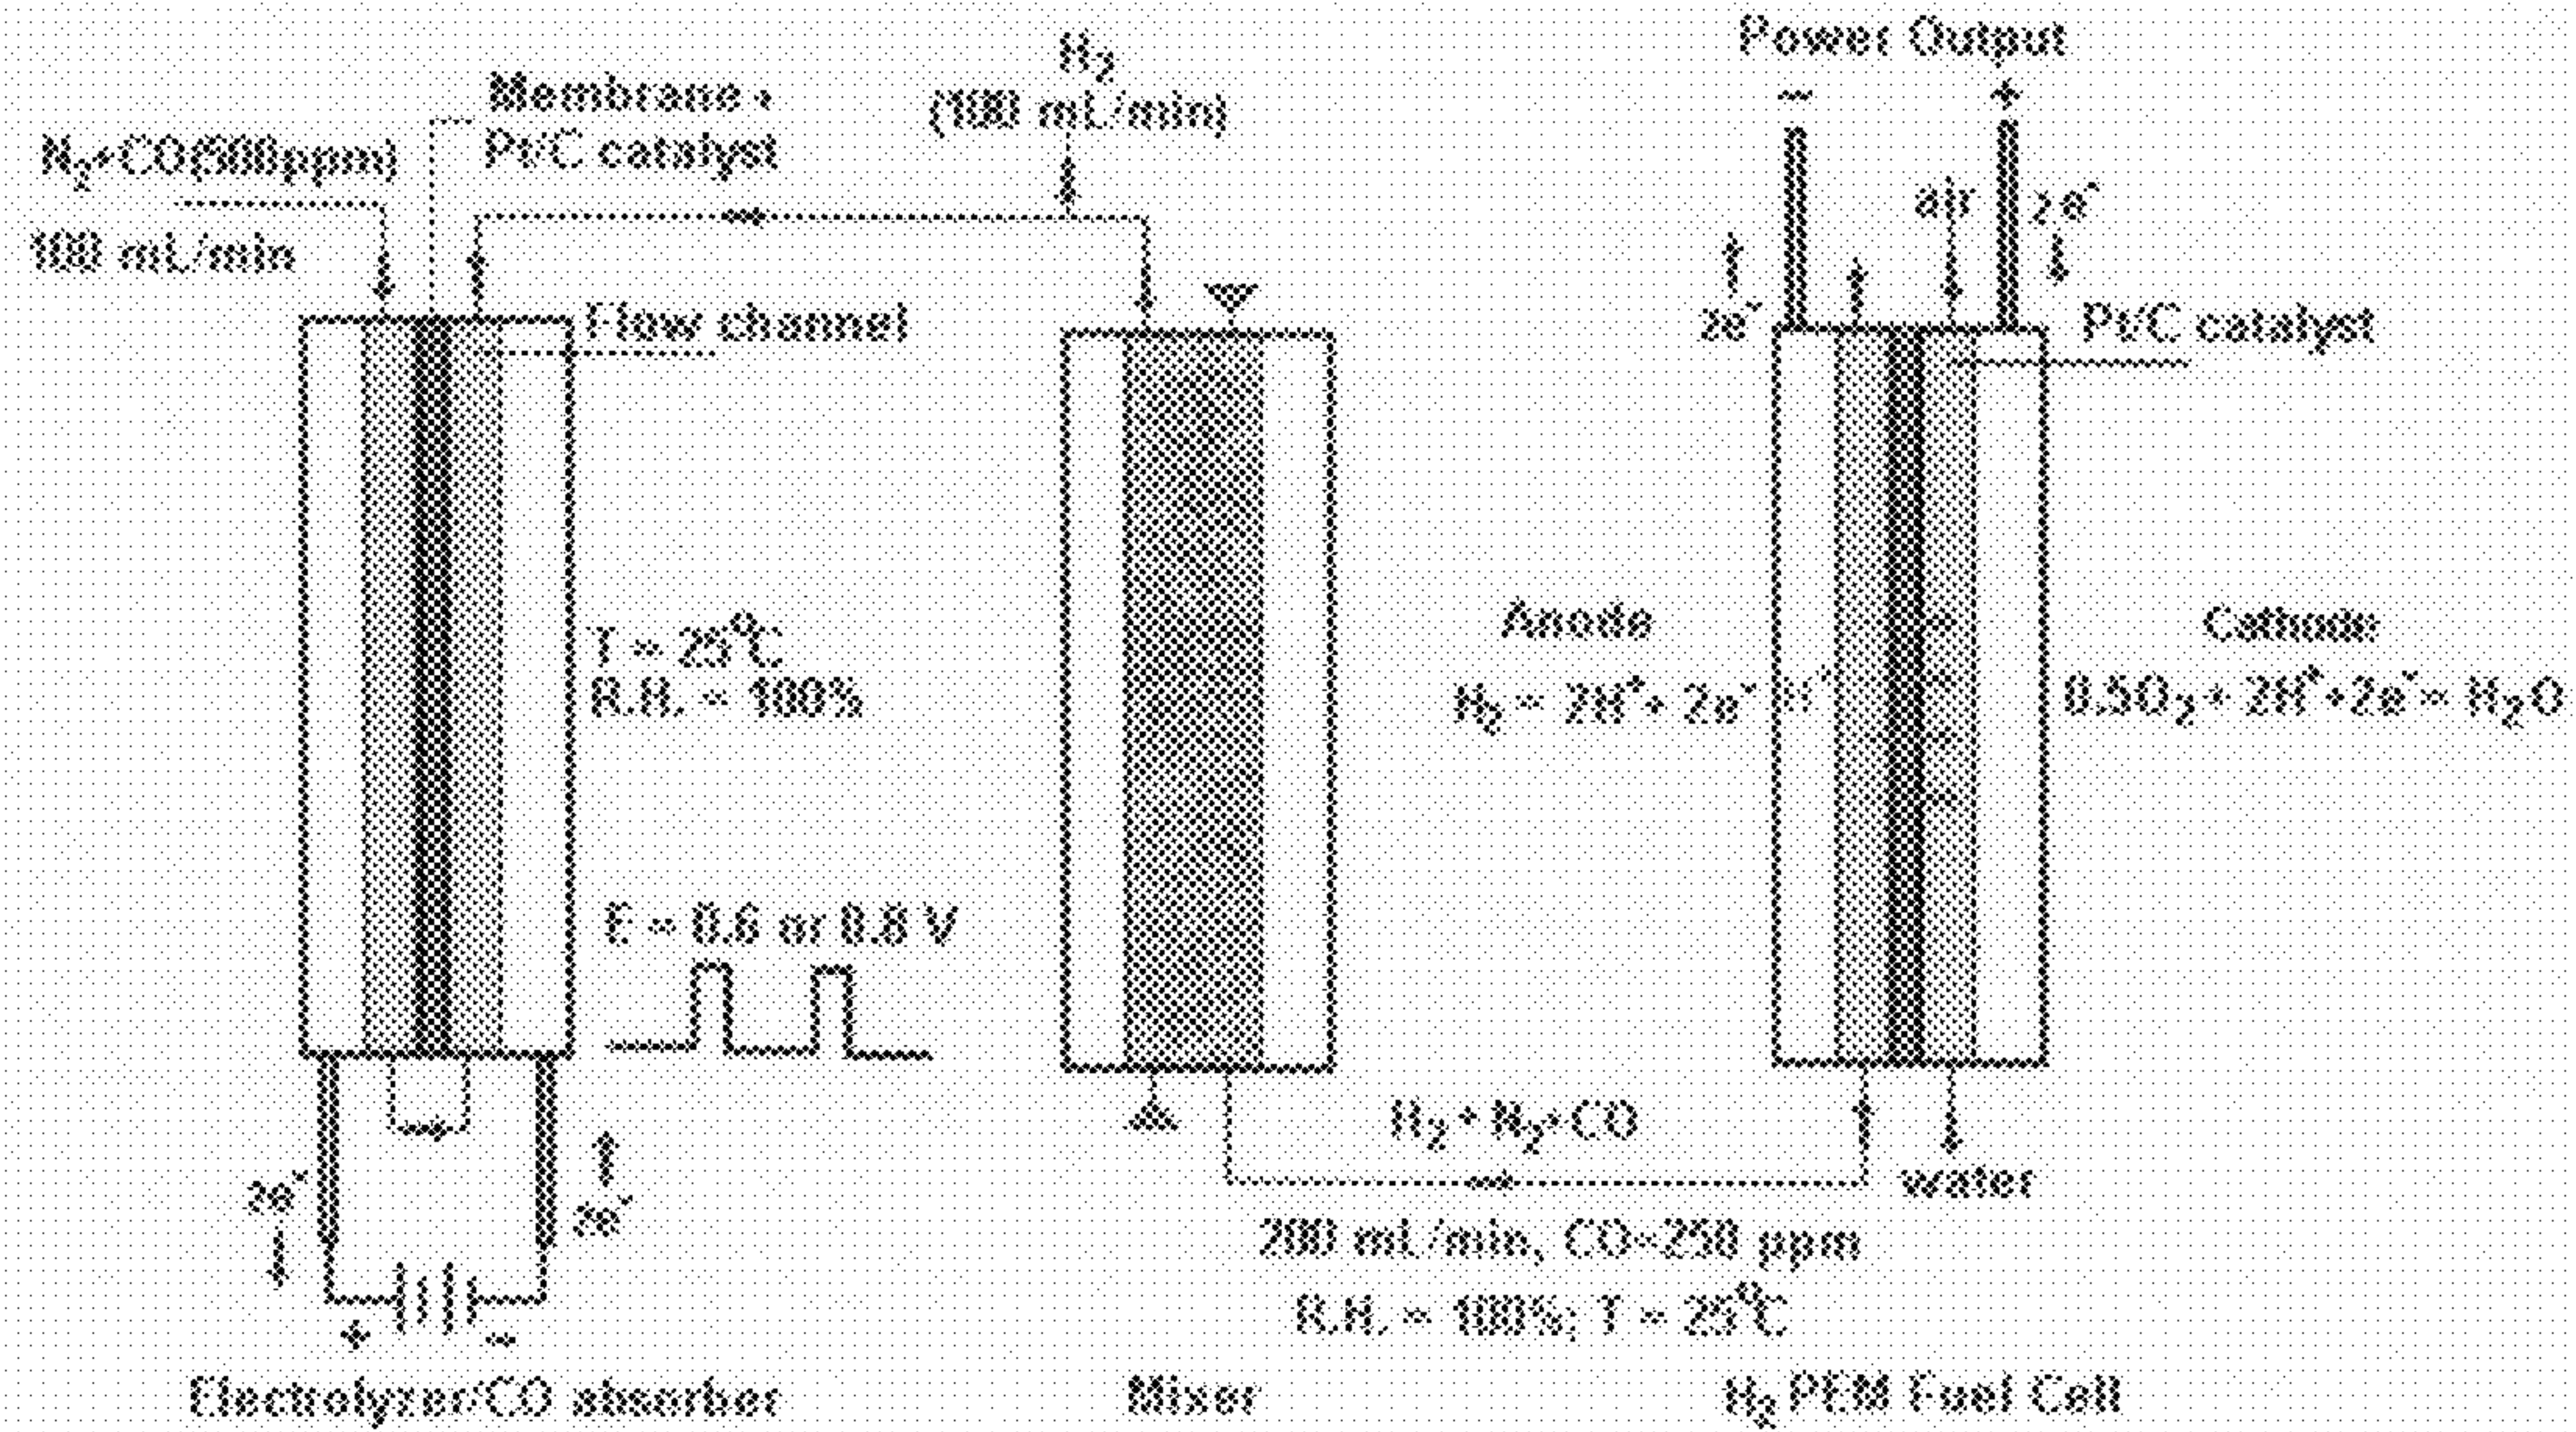 Power Output
H2
(100 mL/min)
Membrane +
Pt/C catalyst
− +
N2+CO(500ppm)
100 mL/min
air
2e-
2e-
Flow channel
Pt/C catalyst
T = 25°C
R.H. = 100%
Anode
H2 = 2H+ + 2e-
H+
Cathode
0.5O2 + 2H+ +2e- = H2O
E = 0.6 or 0.8 V
H2 + N2+CO
water
2e-
2e-
200 mL/min, CO=250 ppm
R.H. = 100%; T = 25°C
+ −
Electrolyzer/CO absorber
Mixer
H2 PEM Fuel Cell